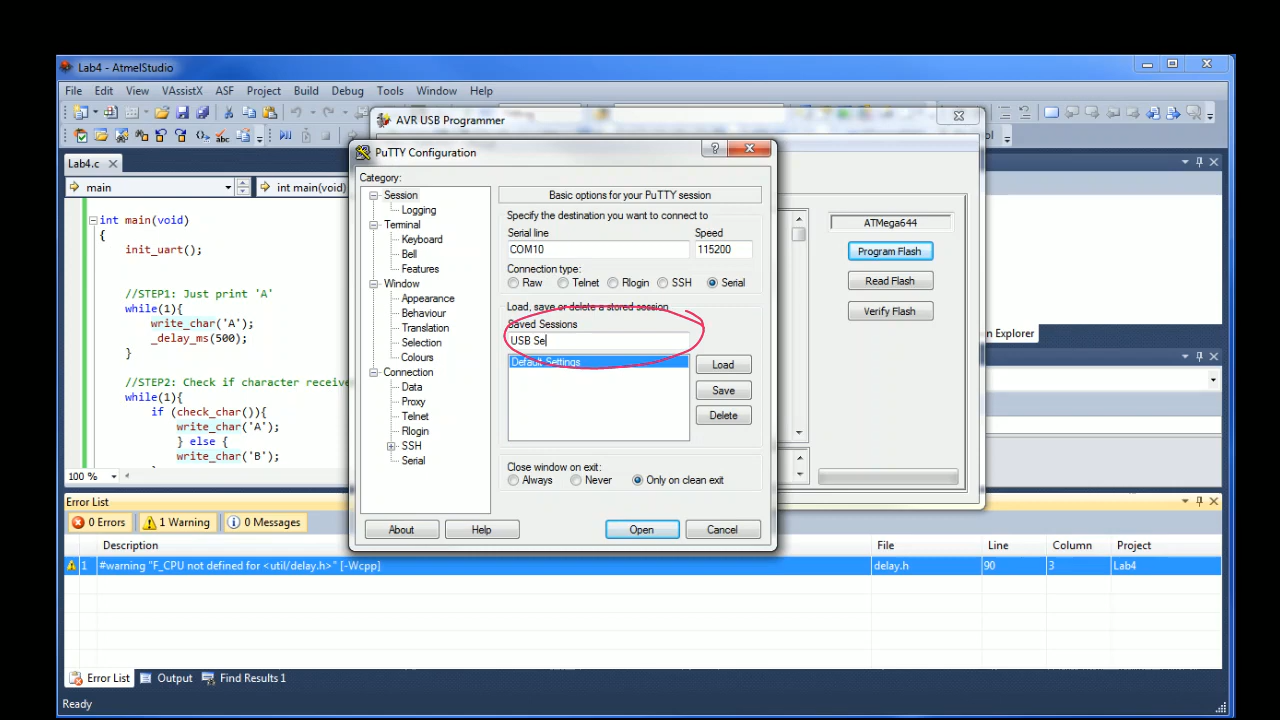 Lab4 - AtmelStudio
File Edit View VAssistX ASF Project Build Debug Tools Window Help
AVR USB Programmer
Lab4.c
main
int main(void)
PuTTY Configuration
Category:
Session
Logging
Terminal
Keyboard
Bell
Features
Window
Appearance
Behaviour
Translation
Selection
Colours
Connection
Data
Proxy
Telnet
Rlogin
SSH
Serial
Basic options for your PuTTY session
Specify the destination you want to connect to
Serial line Speed
COM10 115200
Connection type:
Raw Telnet Rlogin SSH Serial
Load, save or delete a stored session
Saved Sessions
USB Se
Default Settings
Load
Save
Delete
Close window on exit:
Always Never Only on clean exit
About Help Open Cancel
ATMega644
Program Flash
Read Flash
Verify Flash
n Explorer
int main(void)
{
init_uart();
//STEP1: Just print 'A'
while(1){
write_char('A');
_delay_ms(500);
}
//STEP2: Check if character receive
while(1){
if (check_char()){
write_char('A');
} else {
write_char('B');
100 %
Error List
0 Errors 1 Warning 0 Messages
Description File Line Column Project
1 #warning "F_CPU not defined for <util/delay.h>" [-Wcpp] delay.h 90 3 Lab4
Error List Output Find Results 1
Ready